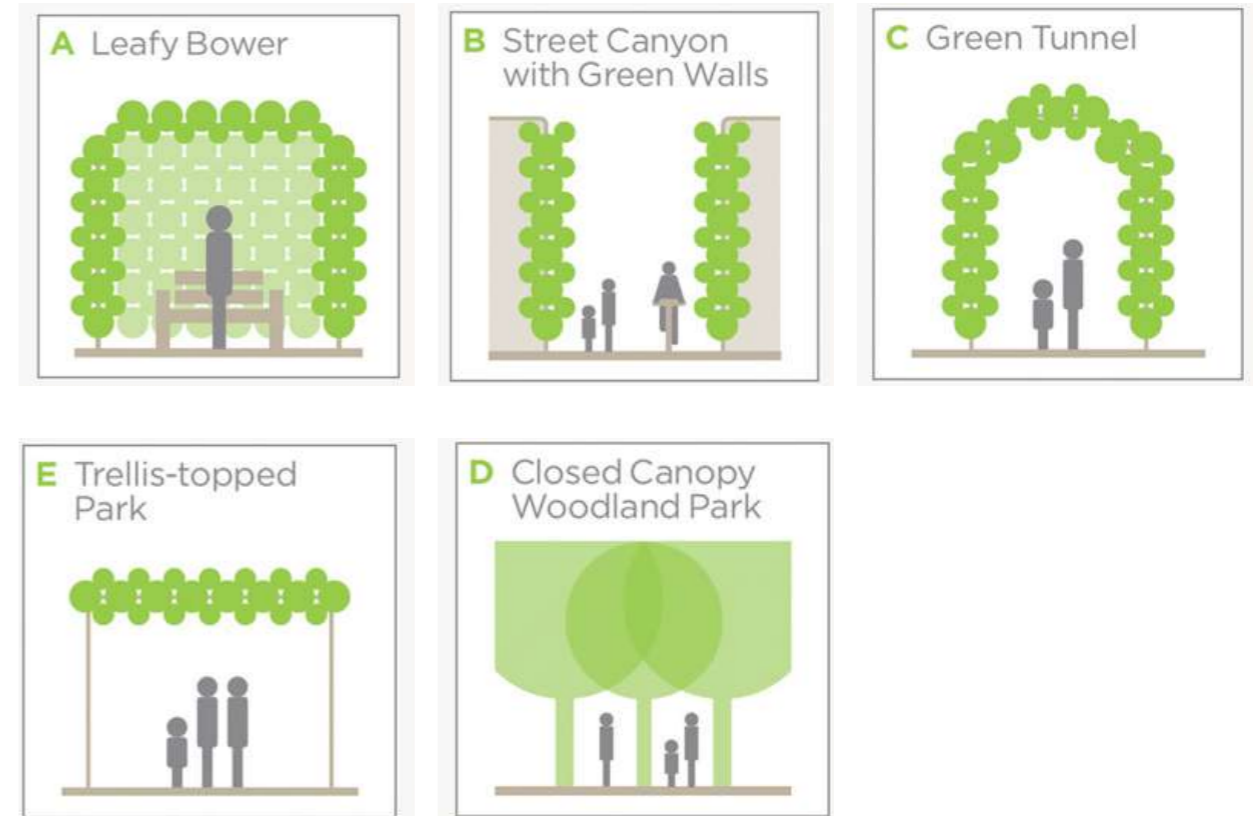 A Leafy Bower
B Street Canyon
with Green Walls
C Green Tunnel
E Trellis-topped
Park
D Closed Canopy
Woodland Park